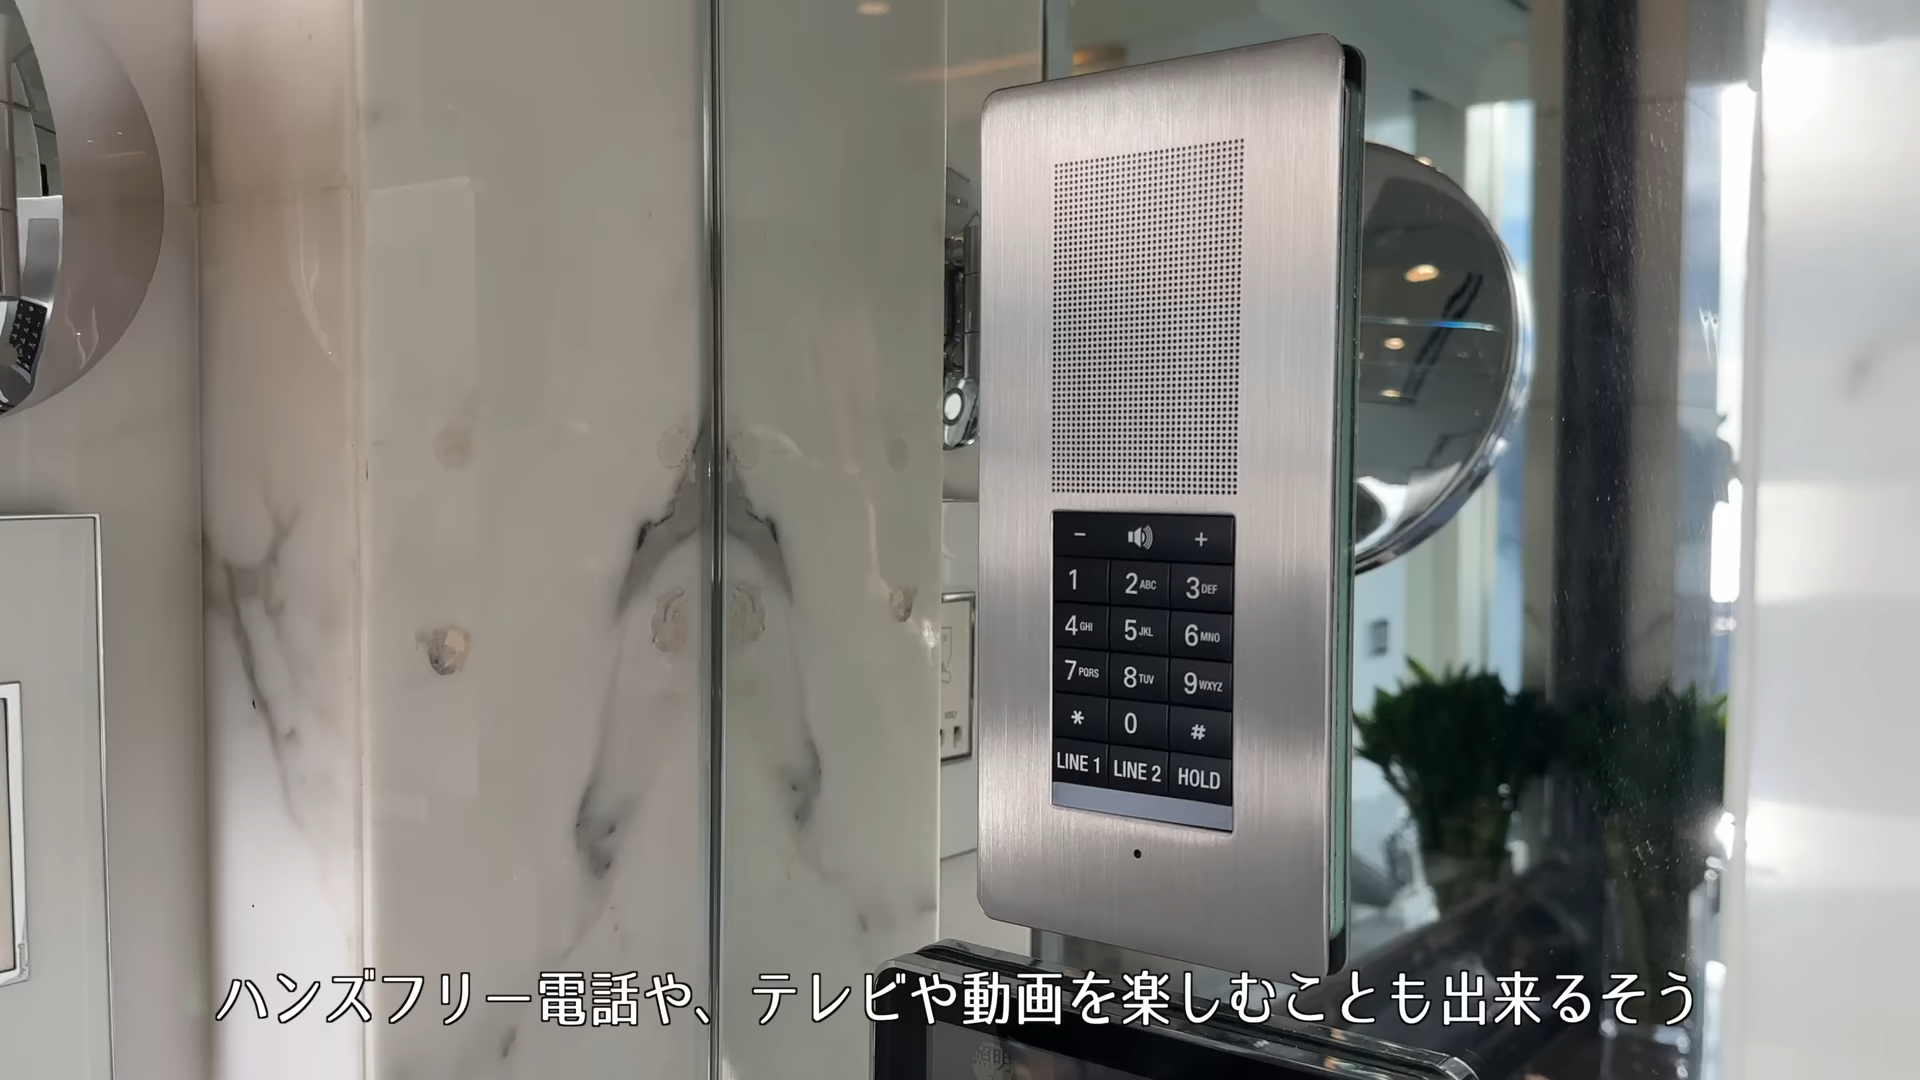 − +
1 2ABC 3DEF
4GHI 5JKL 6MNO
7PQRS 8TUV 9WXYZ
* 0 #
LINE 1 LINE 2 HOLD
ハンズフリー電話や、テレビや動画を楽しむことも出来るそう
照明